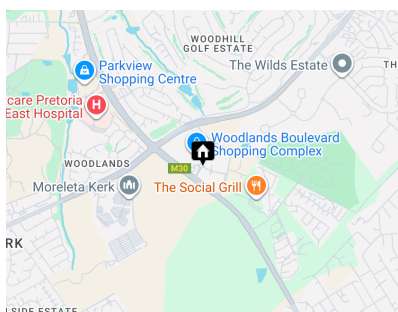 WOODHILL
GOLF ESTATE
Parkview
Shopping Centre
The Wilds Estate
TH
care Pretoria
East Hospital
H
Woodlands Boulevard
Shopping Complex
WOODLANDS
M30
Moreleta Kerk
The Social Grill
RK
SIDE ESTATE